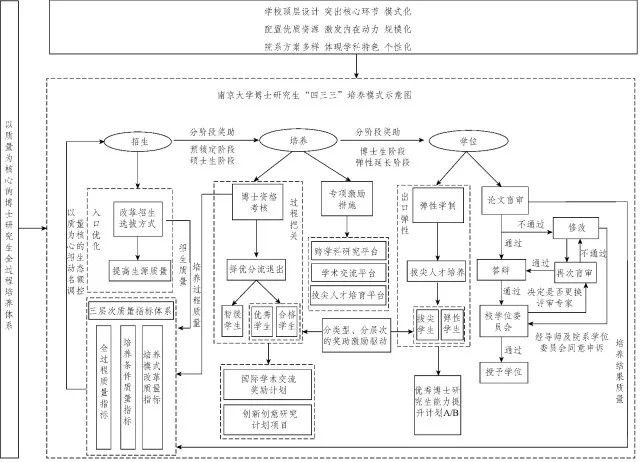 学校顶层设计 突出核心环节 模式化
配置优质资源 激发内在动力 规模化
院系方案多样 体现学科特色 个性化
以质量为核心的博士研究生全过程培养体系
南京大学博士研究生“四三三”培养模式示意图
招生
分阶段奖助
预核定阶段
硕士生阶段
培养
分阶段奖助
博士生阶段
弹性延长阶段
学位
以质量为核心的招生动态名额调控
入口优化
改革招生
选拔方式
提高生源质量
招生质量
培养过程质量
博士资格
考核
过程把关
择优分流退出
暂缓
学生
优秀
学生
合格
学生
专项激励
措施
跨学科研究平台
学术交流平台
拔尖人才培育平台
分类型、分层次
的奖助激励驱动
国际学术交流
奖励计划
创新创意研究
计划项目
出口弹性
弹性学制
拔尖人才培养
拔尖
学生
弹性
学生
优秀博士研
究生能力提
升计划A/B
论文盲审
不通过
修改
通过
不通过
答辩
通过
再次盲审
通过
决定是否更换
评审专家
校学位委
员会
经导师及院系学位
委员会同意申诉
通过
授予学位
培养结果质量
三层次质量指标体系
全过程质量指标
培养条件质量指标
培养模式改革质量指标